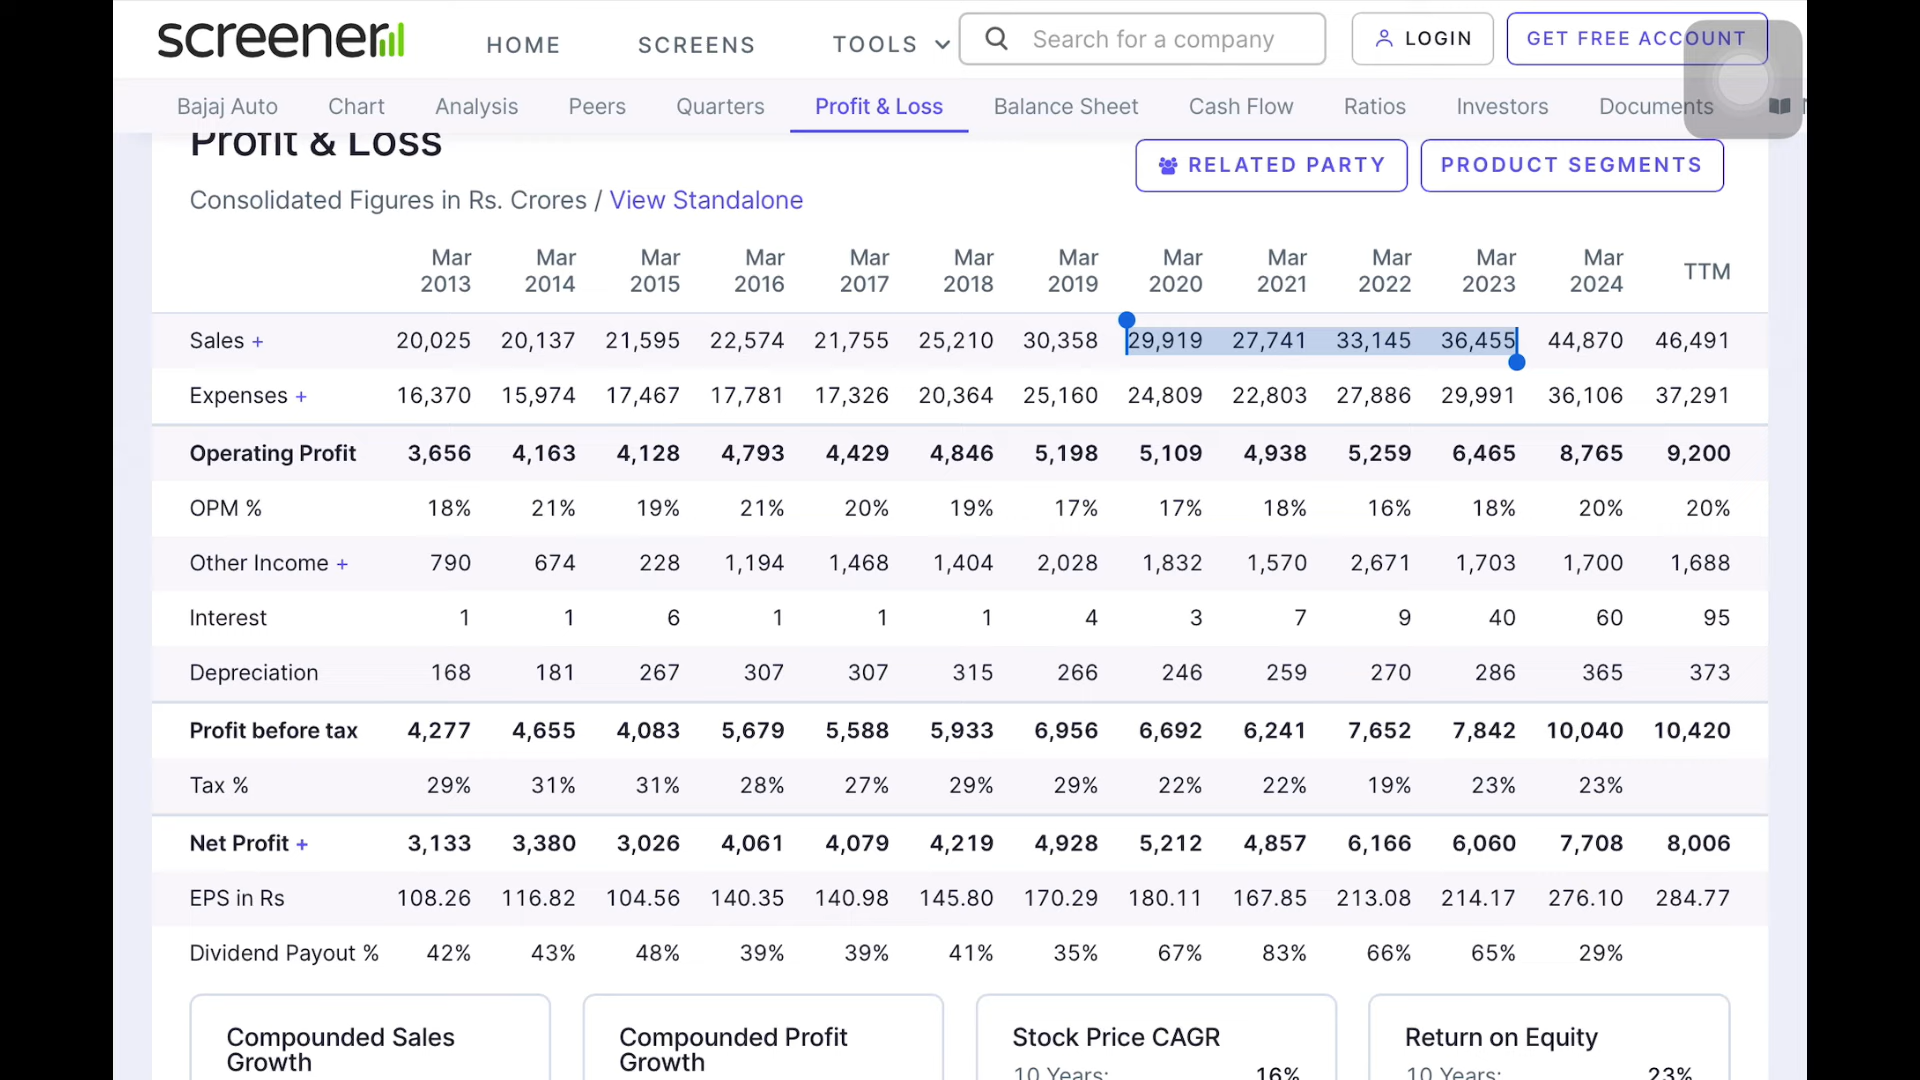 screener
HOME SCREENS TOOLS Search for a company LOGIN GET FREE ACCOUNT
Bajaj Auto Chart Analysis Peers Quarters Profit & Loss Balance Sheet Cash Flow Ratios Investors Documents
Profit & Loss
RELATED PARTY PRODUCT SEGMENTS
Consolidated Figures in Rs. Crores / View Standalone
Mar 2013 Mar 2014 Mar 2015 Mar 2016 Mar 2017 Mar 2018 Mar 2019 Mar 2020 Mar 2021 Mar 2022 Mar 2023 Mar 2024 TTM
Sales + 20,025 20,137 21,595 22,574 21,755 25,210 30,358 29,919 27,741 33,145 36,455 44,870 46,491
Expenses + 16,370 15,974 17,467 17,781 17,326 20,364 25,160 24,809 22,803 27,886 29,991 36,106 37,291
Operating Profit 3,656 4,163 4,128 4,793 4,429 4,846 5,198 5,109 4,938 5,259 6,465 8,765 9,200
OPM % 18% 21% 19% 21% 20% 19% 17% 17% 18% 16% 18% 20% 20%
Other Income + 790 674 228 1,194 1,468 1,404 2,028 1,832 1,570 2,671 1,703 1,700 1,688
Interest 1 1 6 1 1 1 4 3 7 9 40 60 95
Depreciation 168 181 267 307 307 315 266 246 259 270 286 365 373
Profit before tax 4,277 4,655 4,083 5,679 5,588 5,933 6,956 6,692 6,241 7,652 7,842 10,040 10,420
Tax % 29% 31% 31% 28% 27% 29% 29% 22% 22% 19% 23% 23%
Net Profit + 3,133 3,380 3,026 4,061 4,079 4,219 4,928 5,212 4,857 6,166 6,060 7,708 8,006
EPS in Rs 108.26 116.82 104.56 140.35 140.98 145.80 170.29 180.11 167.85 213.08 214.17 276.10 284.77
Dividend Payout % 42% 43% 48% 39% 39% 41% 35% 67% 83% 66% 65% 29%
Compounded Sales Growth
Compounded Profit Growth
Stock Price CAGR
10 Years: 16%
Return on Equity
10 Years: 23%